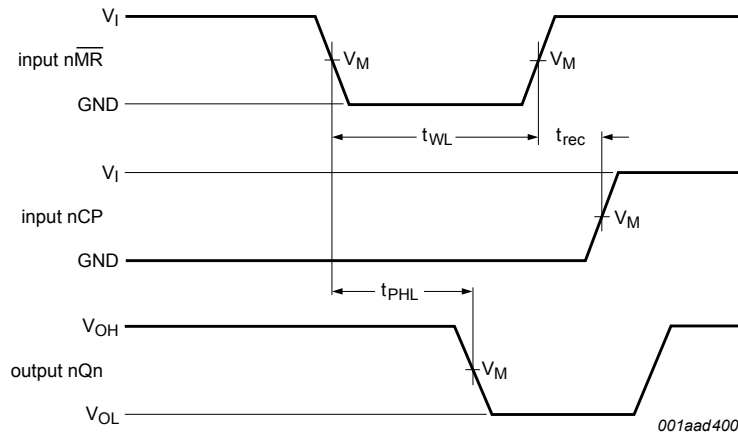 V_I
input nM̅R̅
V_M
V_M
GND
t_WL
t_rec
V_I
input nCP
V_M
GND
t_PHL
V_OH
output nQn
V_M
V_OL
001aad400